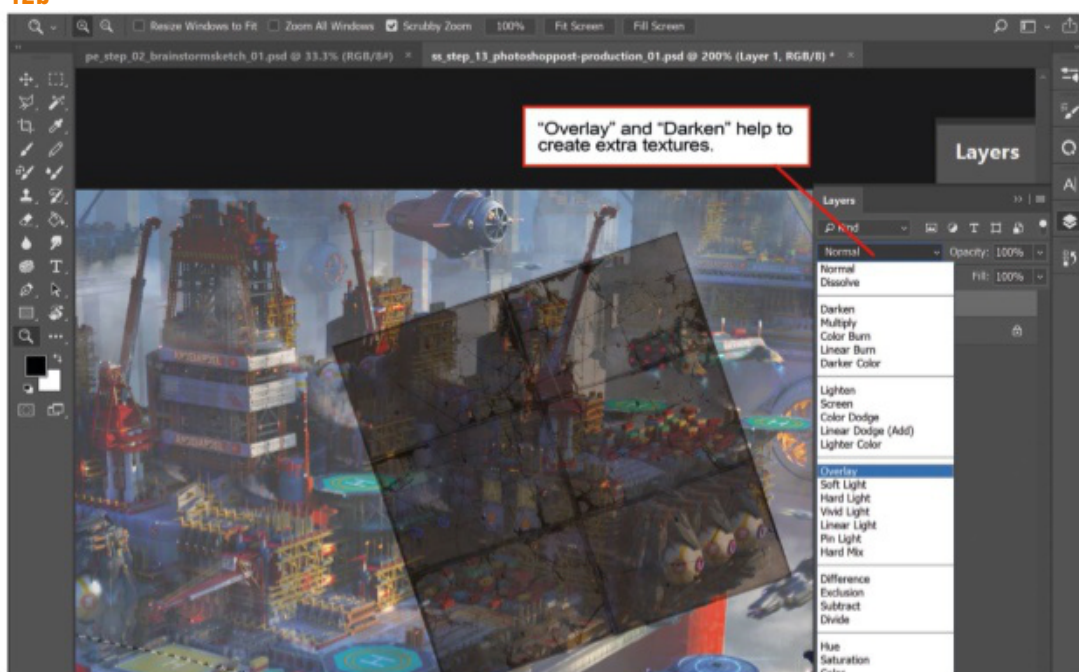 12b
Resize Windows to Fit Zoom All Windows Scrubby Zoom 100% Fit Screen Fill Screen
pe_step_02_brainstormsketch_01.psd @ 33.3% (RGB/8#) × ss_step_13_photoshoppost-production_01.psd @ 200% (Layer 1, RGB/8) * ×
"Overlay" and "Darken" help to
create extra textures.
Layers
Layers
Kind
Normal Opacity: 100%
Fill: 100%
Normal
Dissolve
Darken
Multiply
Color Burn
Linear Burn
Darker Color
Lighten
Screen
Color Dodge
Linear Dodge (Add)
Lighter Color
Overlay
Soft Light
Hard Light
Vivid Light
Linear Light
Pin Light
Hard Mix
Difference
Exclusion
Subtract
Divide
Hue
Saturation
Color